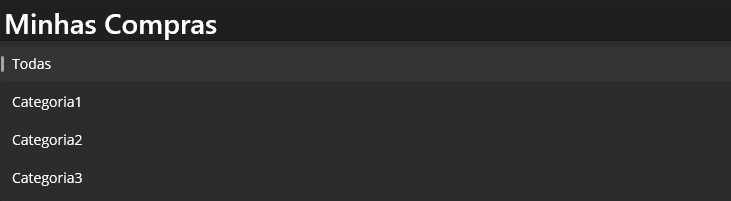 Minhas Compras
Todas
Categoria1
Categoria2
Categoria3